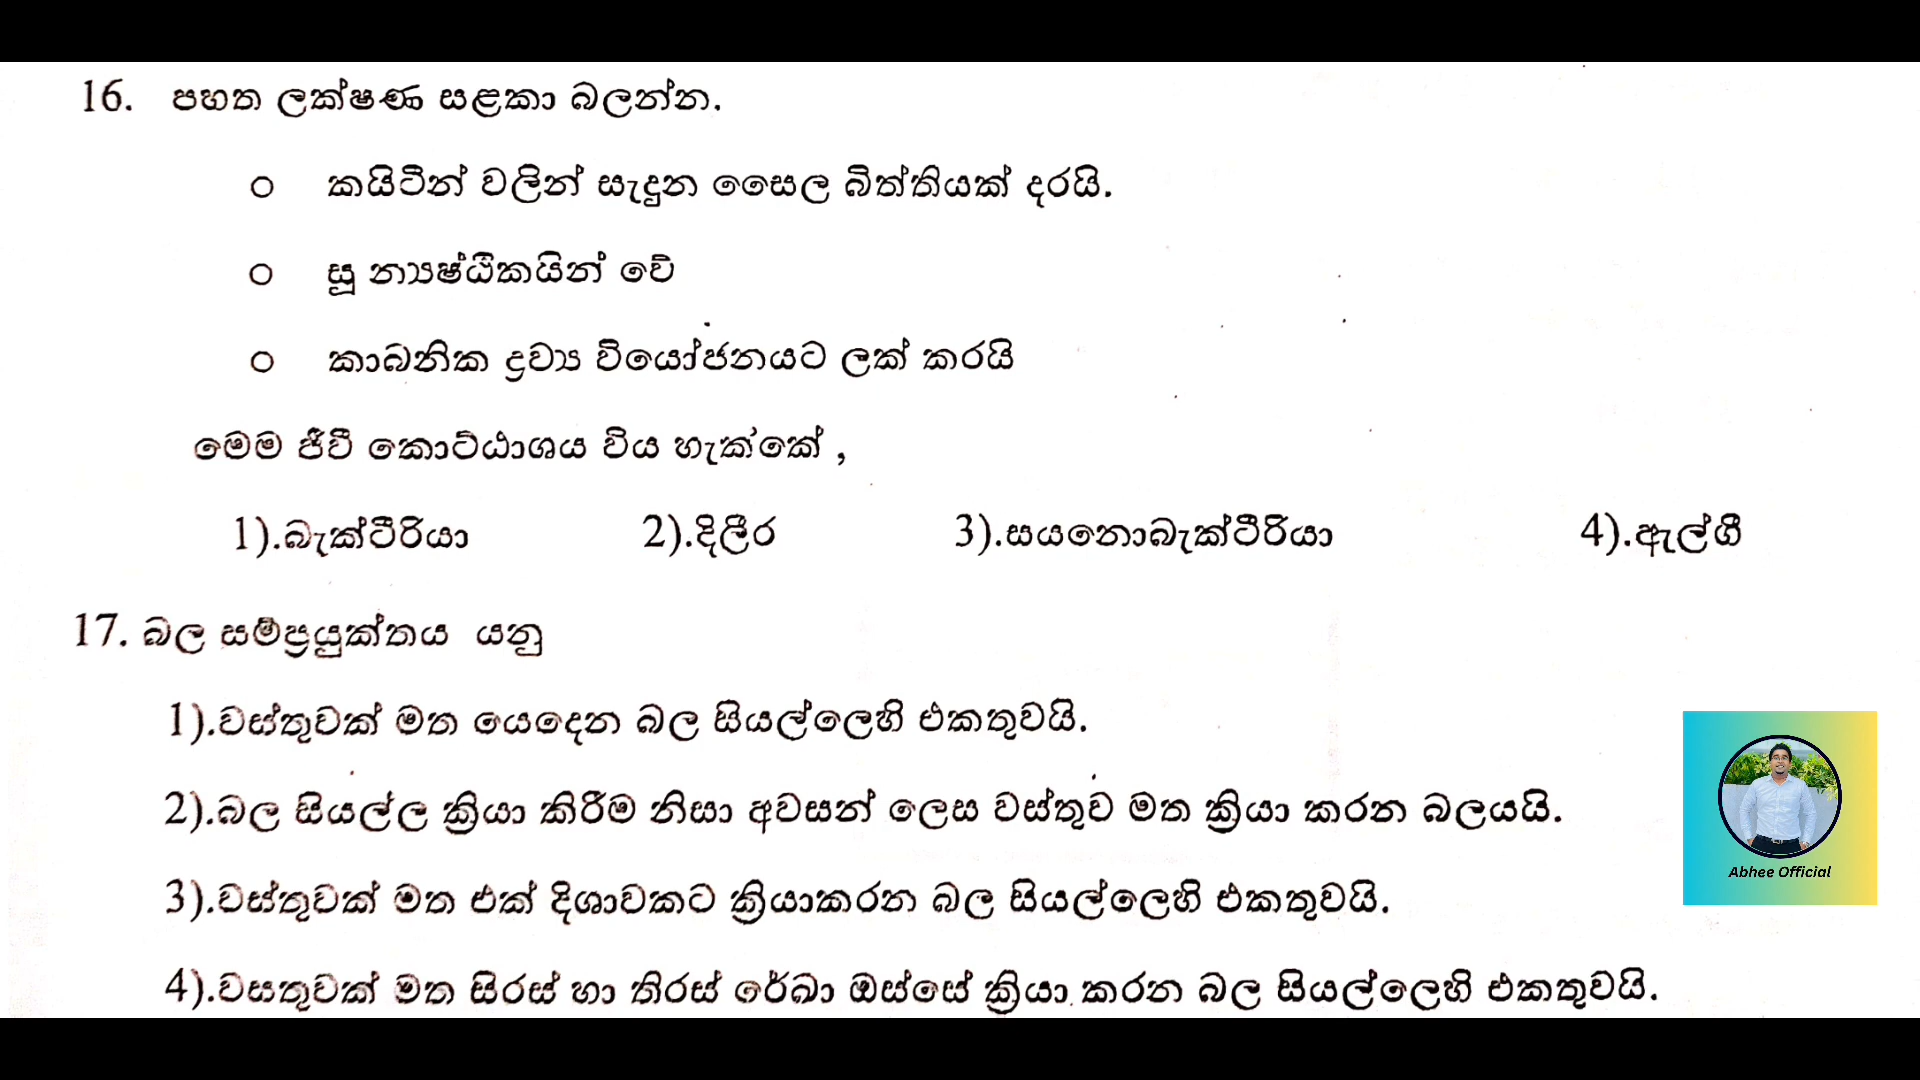 16. පහත ලක්ෂණ සළකා බලන්න.
○ කයිටින් වලින් සැදුන සෛල බිත්තියක් දරයි.
○ සූ න්‍යෂ්ඨිකයින් වේ
○ කාබනික ද්‍රව්‍ය වියෝජනයට ලක් කරයි
මෙම ජීවී කොට්ඨාශය විය හැක්කේ ,
1).බැක්ටීරියා 2).දිලීර 3).සයනොබැක්ටීරියා 4).ඇල්ගී
17. බල සම්ප්‍රයුක්තය යනු
1).වස්තුවක් මත යෙදෙන බල සියල්ලෙහි එකතුවයි.
2).බල සියල්ල ක්‍රියා කිරීම නිසා අවසන් ලෙස වස්තුව මත ක්‍රියා කරන බලයයි.
3).වස්තුවක් මත එක් දිශාවකට ක්‍රියාකරන බල සියල්ලෙහි එකතුවයි.
4).වසතුවක් මත සිරස් හා තිරස් රේඛා ඔස්සේ ක්‍රියා කරන බල සියල්ලෙහි එකතුවයි.
Abhee Official